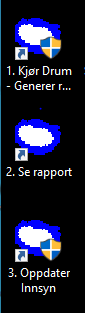 1. Kjør Drum
- Generer r...
2. Se rapport
3. Oppdater
Innsyn